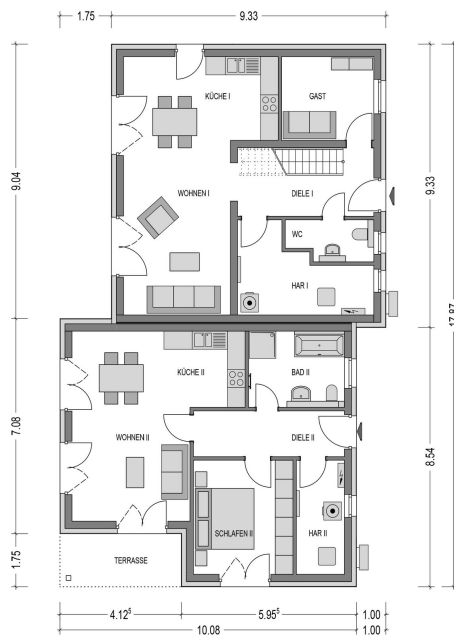 1.75 9.33
KÜCHE I GAST
9.04 9.33 17.87
WOHNEN I DIELE I
WC
HAR I
KÜCHE II BAD II
7.08 8.54
WOHNEN II DIELE II
SCHLAFEN II HAR II
1.75 TERRASSE
4.12⁵ 5.95⁵ 1.00
10.08 1.00